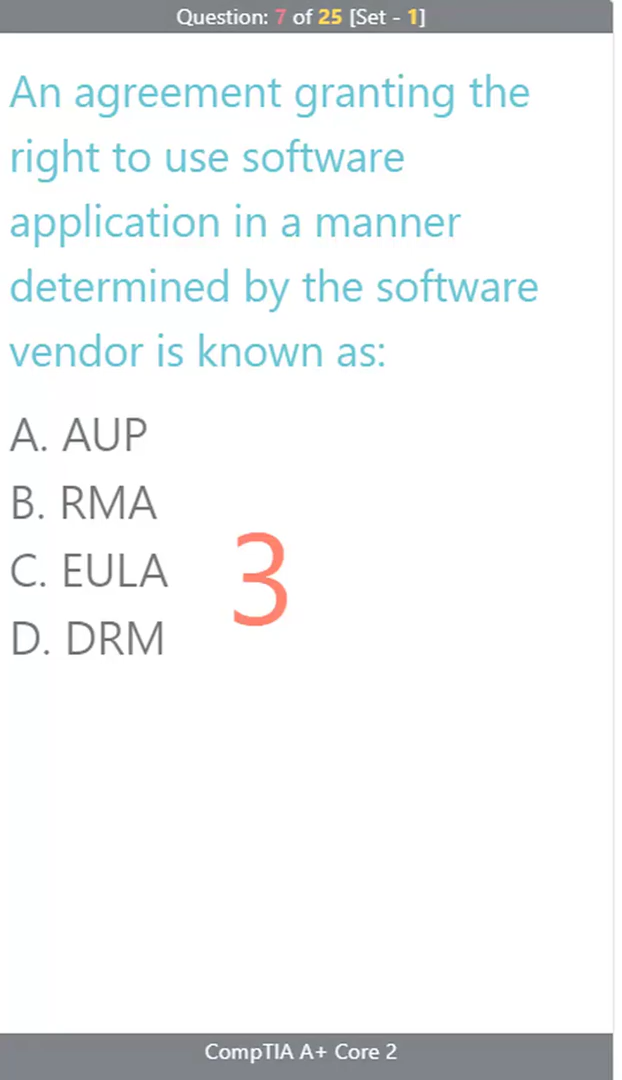 Question: 7 of 25 [Set - 1]
An agreement granting the
right to use software
application in a manner
determined by the software
vendor is known as:
A. AUP
B. RMA
C. EULA
3
D. DRM
CompTIA A+ Core 2